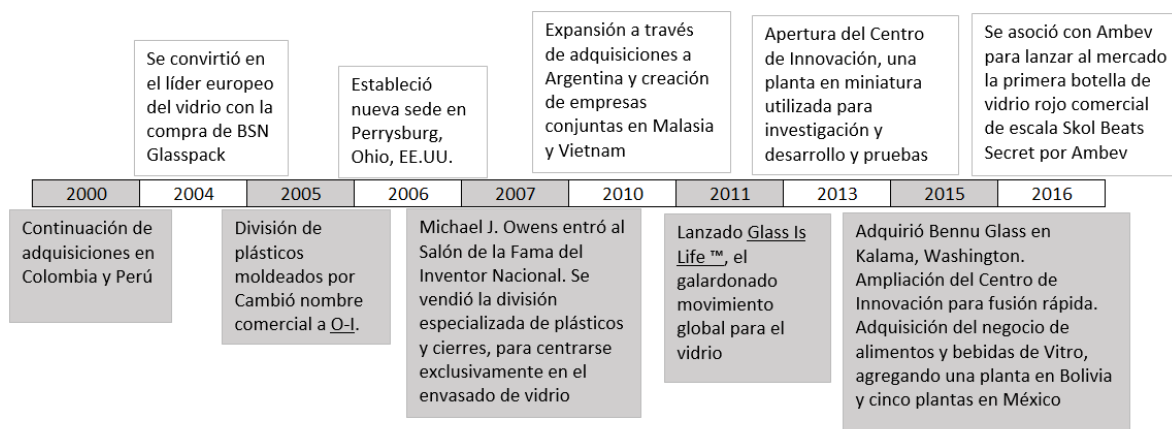 Se convirtió en
el líder europeo
del vidrio con la
compra de BSN
Glasspack
Estableció
nueva sede en
Perrysburg,
Ohio, EE.UU.
Expansión a través
de adquisiciones a
Argentina y creación
de empresas
conjuntas en Malasia
y Vietnam
Apertura del Centro
de Innovación, una
planta en miniatura
utilizada para
investigación y
desarrollo y pruebas
Se asoció con Ambev
para lanzar al mercado
la primera botella de
vidrio rojo comercial
de escala Skol Beats
Secret por Ambev
2000 2004 2005 2006 2007 2010 2011 2013 2015 2016
Continuación de
adquisiciones en
Colombia y Perú
División de
plásticos
moldeados por
Cambió nombre
comercial a O-I.
Michael J. Owens entró al
Salón de la Fama del
Inventor Nacional. Se
vendió la división
especializada de plásticos
y cierres, para centrarse
exclusivamente en el
envasado de vidrio
Lanzado Glass Is
Life ™, el
galardonado
movimiento
global para el
vidrio
Adquirió Bennu Glass en
Kalama, Washington.
Ampliación del Centro de
Innovación para fusión rápida.
Adquisición del negocio de
alimentos y bebidas de Vitro,
agregando una planta en Bolivia
y cinco plantas en México